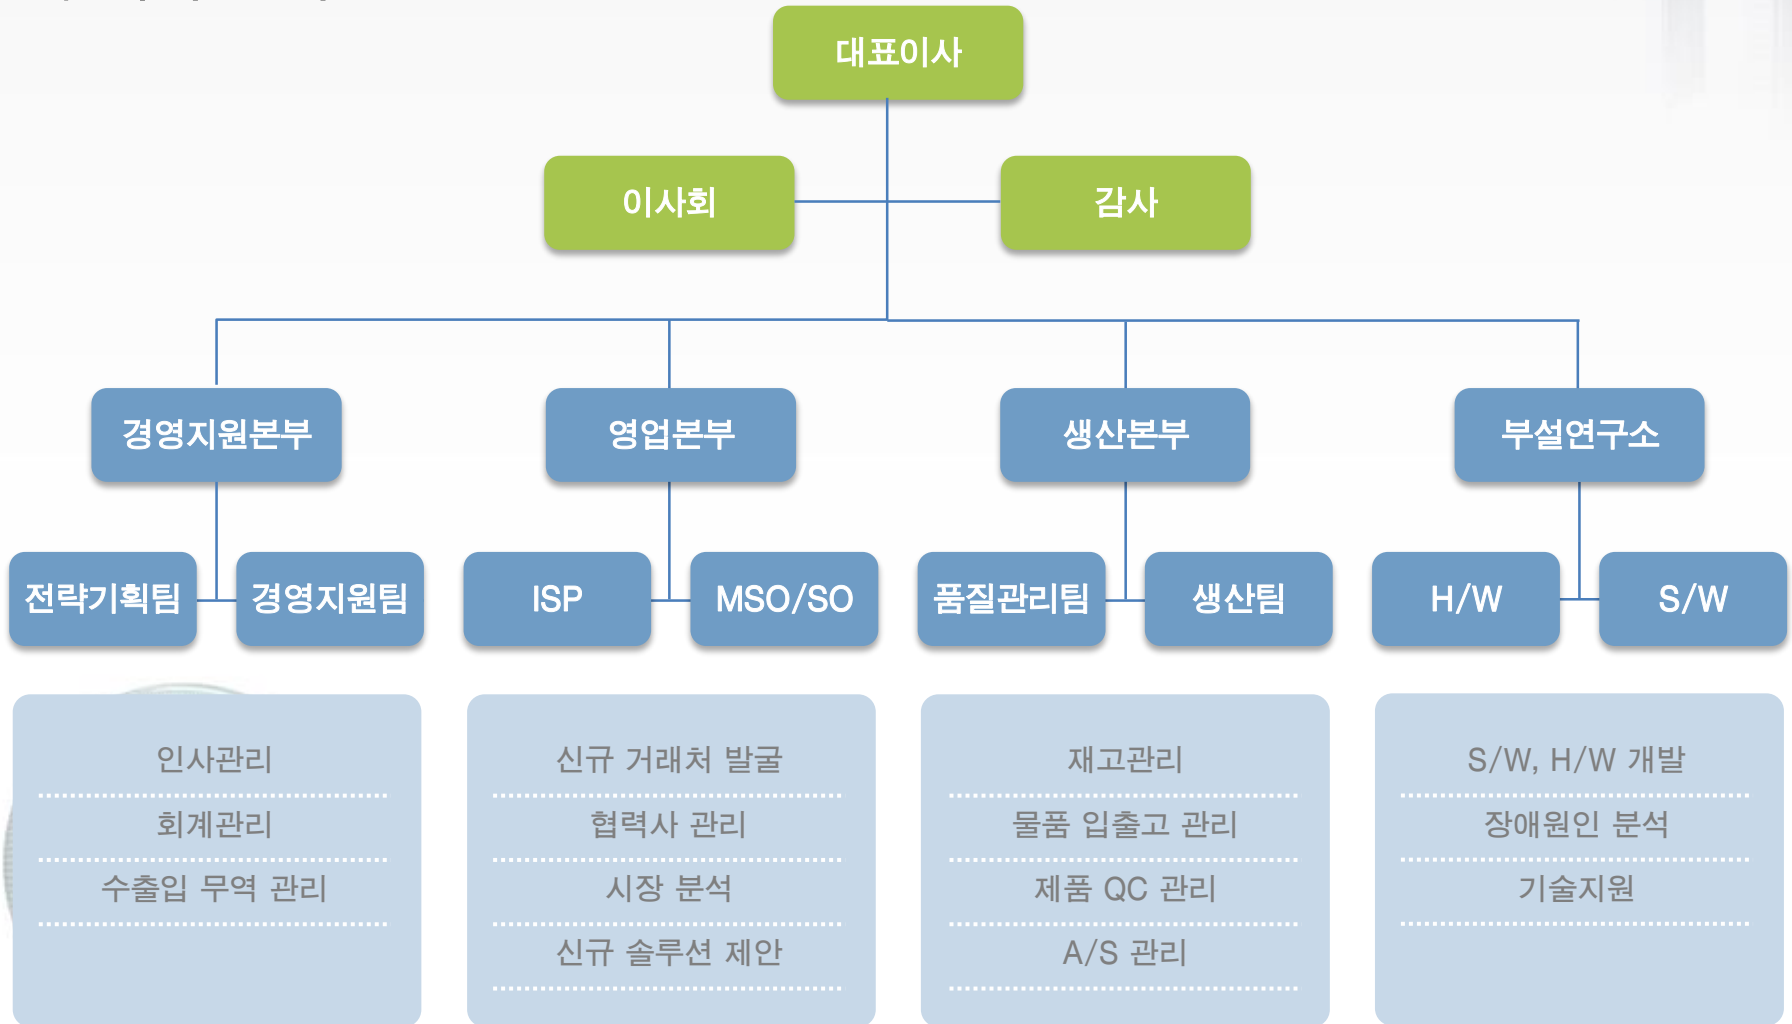 대표이사
이사회
감사
경영지원본부
영업본부
생산본부
부설연구소
전략기획팀
경영지원팀
ISP
MSO/SO
품질관리팀
생산팀
H/W
S/W
인사관리
회계관리
수출입 무역 관리
신규 거래처 발굴
협력사 관리
시장 분석
신규 솔루션 제안
재고관리
물품 입출고 관리
제품 QC 관리
A/S 관리
S/W, H/W 개발
장애원인 분석
기술지원